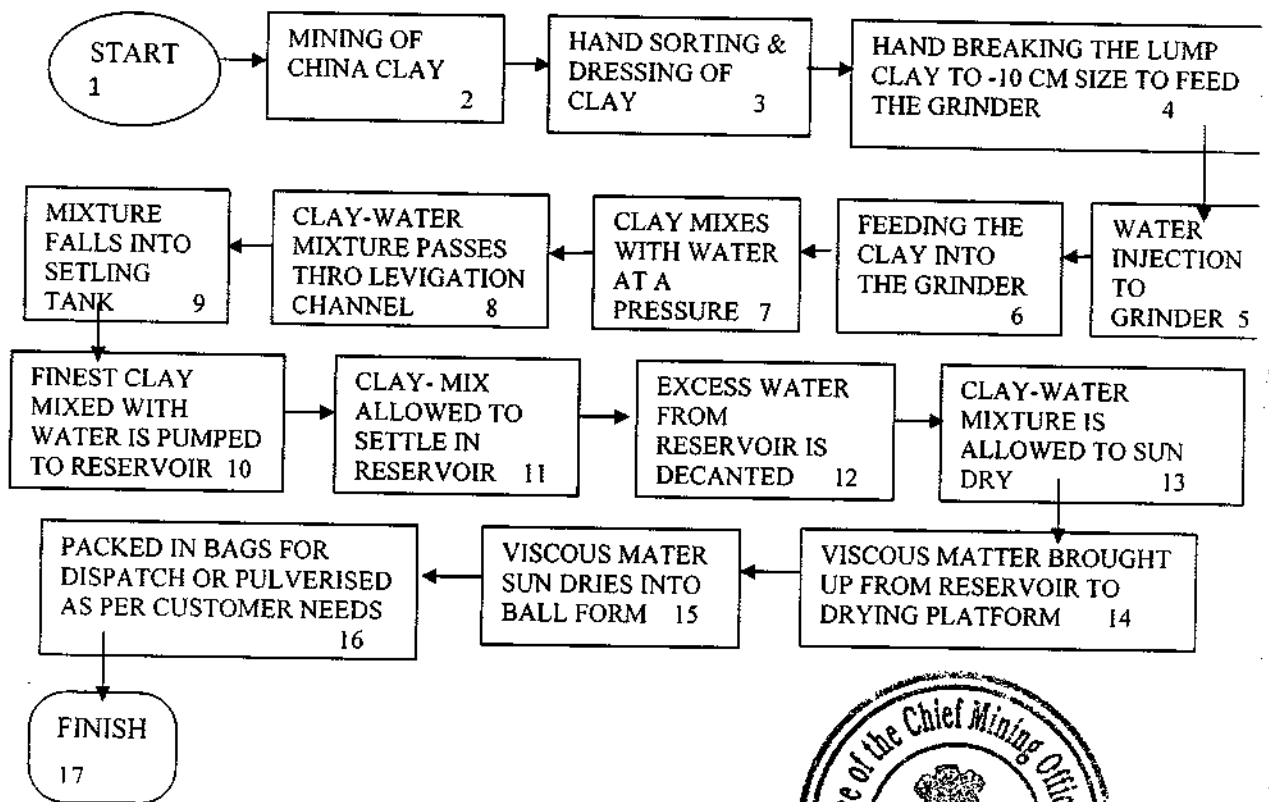 START
1
MINING OF
CHINA CLAY
2
HAND SORTING &
DRESSING OF
CLAY 3
HAND BREAKING THE LUMP
CLAY TO -10 CM SIZE TO FEED
THE GRINDER 4
WATER
INJECTION
TO
GRINDER 5
FEEDING THE
CLAY INTO
THE GRINDER
6
CLAY MIXES
WITH WATER
AT A
PRESSURE 7
CLAY-WATER
MIXTURE PASSES
THRO LEVIGATION
CHANNEL 8
MIXTURE
FALLS INTO
SETLING
TANK 9
FINEST CLAY
MIXED WITH
WATER IS PUMPED
TO RESERVOIR 10
CLAY- MIX
ALLOWED TO
SETTLE IN
RESERVOIR 11
EXCESS WATER
FROM
RESERVOIR IS
DECANTED 12
CLAY-WATER
MIXTURE IS
ALLOWED TO SUN
DRY 13
VISCOUS MATTER BROUGHT
UP FROM RESERVOIR TO
DRYING PLATFORM 14
VISCOUS MATER
SUN DRIES INTO
BALL FORM 15
PACKED IN BAGS FOR
DISPATCH OR PULVERISED
AS PER CUSTOMER NEEDS
16
FINISH
17
of the Chief Mining